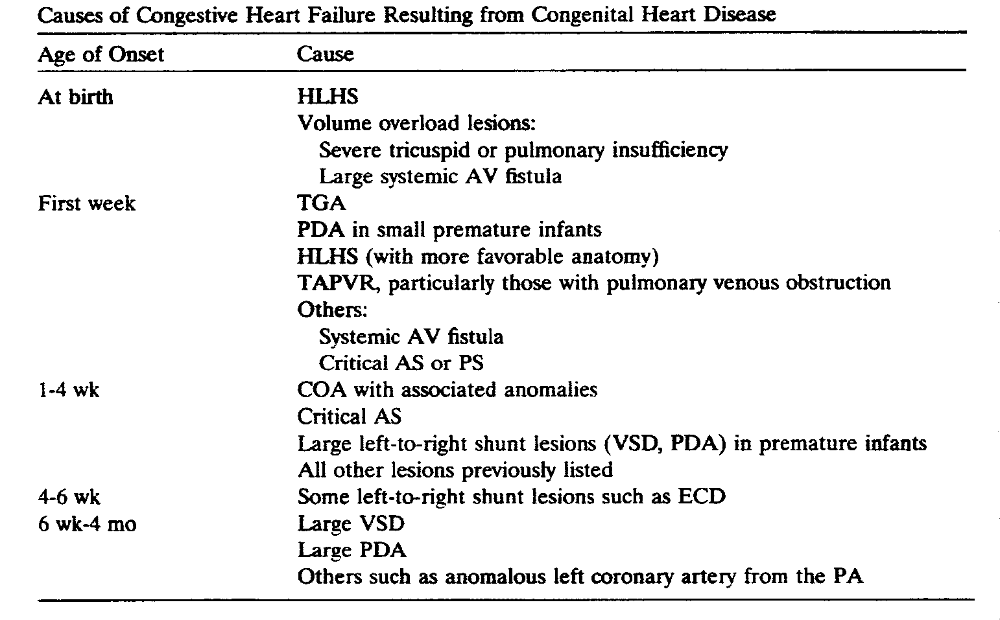 Causes of Congestive Heart Failure Resulting from Congenital Heart Disease
Age of Onset Cause
At birth HLHS
Volume overload lesions:
Severe tricuspid or pulmonary insufficiency
Large systemic AV fistula
First week TGA
PDA in small premature infants
HLHS (with more favorable anatomy)
TAPVR, particularly those with pulmonary venous obstruction
Others:
Systemic AV fistula
Critical AS or PS
1-4 wk COA with associated anomalies
Critical AS
Large left-to-right shunt lesions (VSD, PDA) in premature infants
All other lesions previously listed
4-6 wk Some left-to-right shunt lesions such as ECD
6 wk-4 mo Large VSD
Large PDA
Others such as anomalous left coronary artery from the PA